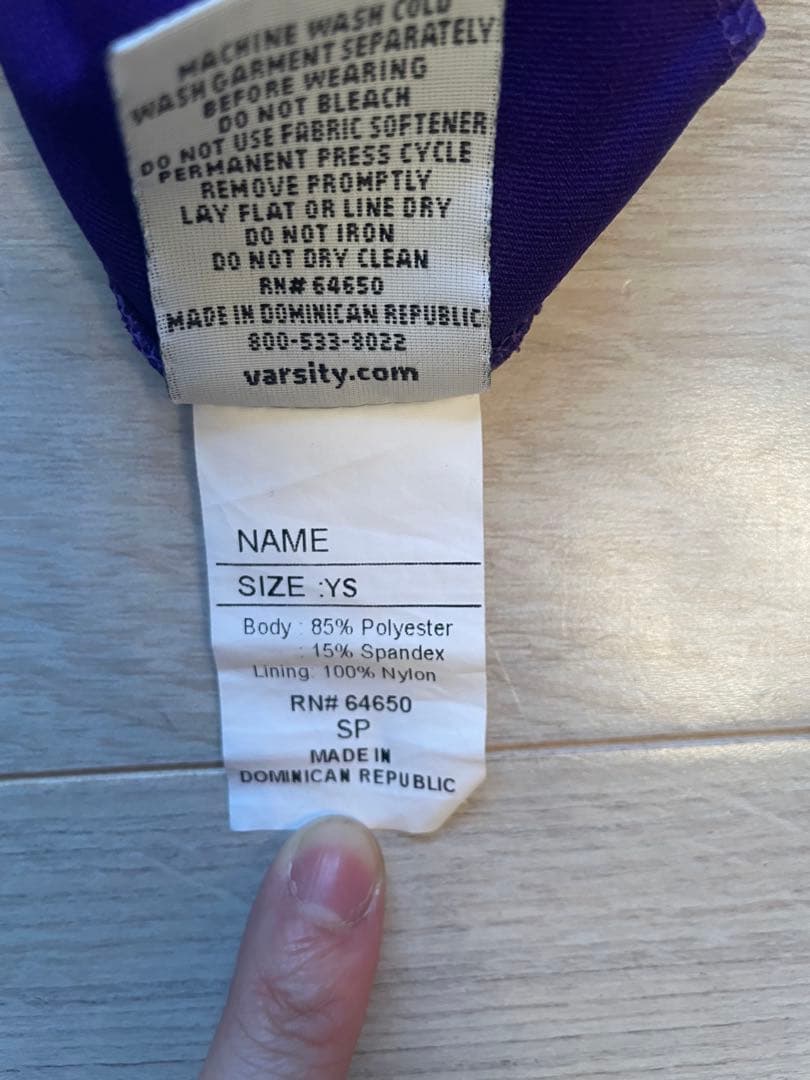 MACHINE WASH COLD
WASH GARMENT SEPARATELY
BEFORE WEARING
DO NOT BLEACH
DO NOT USE FABRIC SOFTENER
PERMANENT PRESS CYCLE
REMOVE PROMPTLY
LAY FLAT OR LINE DRY
DO NOT IRON
DO NOT DRY CLEAN
RN# 64650
MADE IN DOMINICAN REPUBLIC
800-533-8022
varsity.com
NAME
SIZE :YS
Body : 85% Polyester
: 15% Spandex
Lining: 100% Nylon
RN# 64650
SP
MADE IN
DOMINICAN REPUBLIC